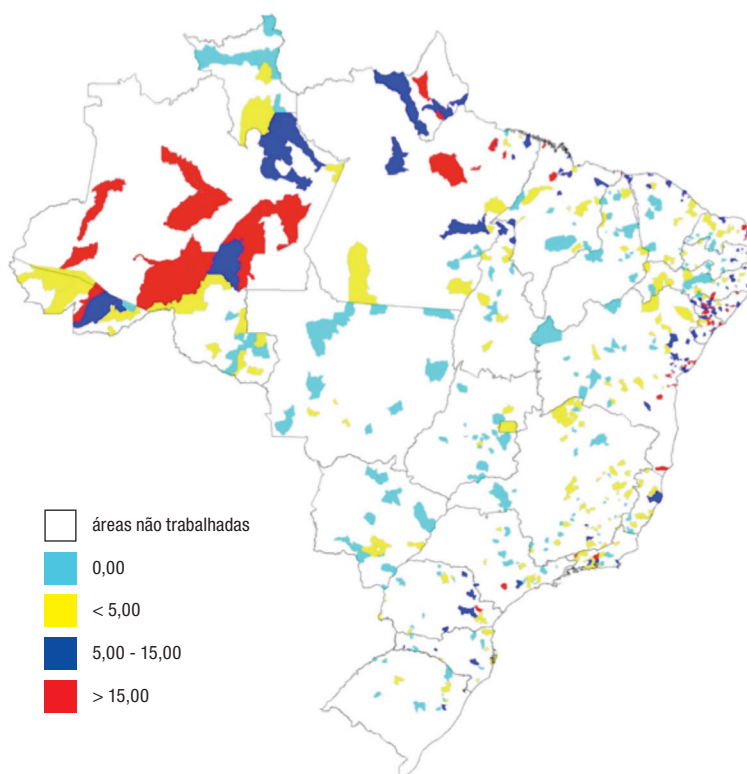 áreas não trabalhadas
0,00
< 5,00
5,00 - 15,00
> 15,00